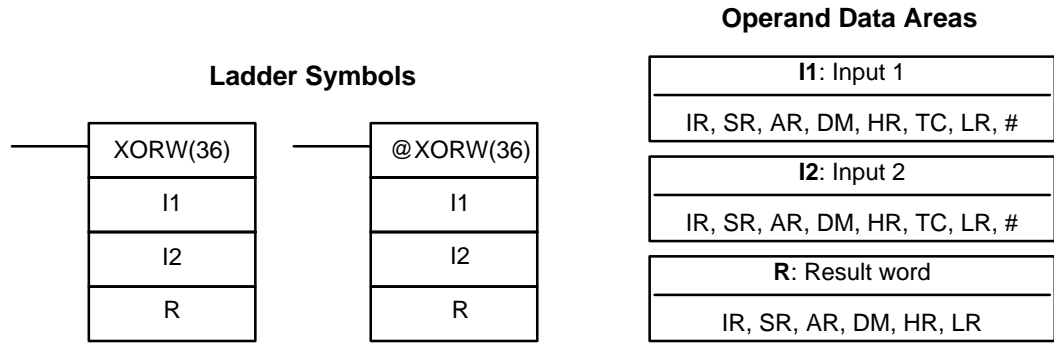 Ladder Symbols
XORW(36)
I1
I2
R
@XORW(36)
I1
I2
R
Operand Data Areas
I1: Input 1
IR, SR, AR, DM, HR, TC, LR, #
I2: Input 2
IR, SR, AR, DM, HR, TC, LR, #
R: Result word
IR, SR, AR, DM, HR, LR